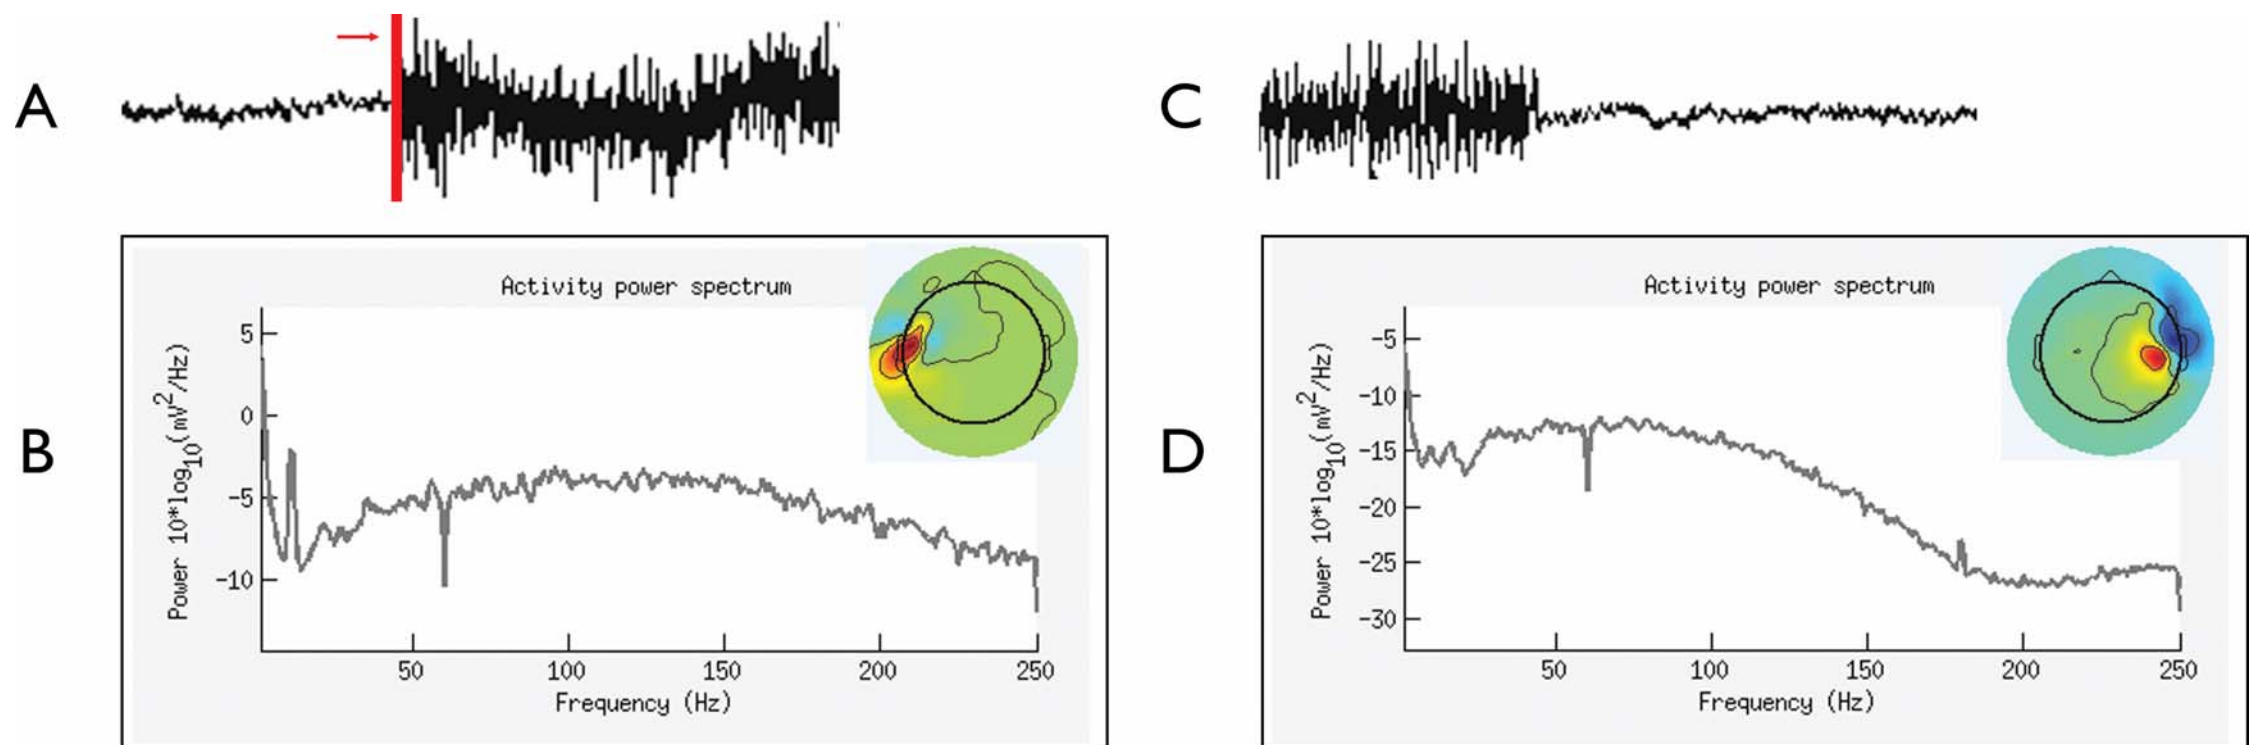 A
C
B
Activity power spectrum
Power 10*log10(mV2/Hz)
5
0
-5
-10
50 100 150 200 250
Frequency (Hz)
D
Activity power spectrum
Power 10*log10(mV2/Hz)
-5
-10
-15
-20
-25
-30
50 100 150 200 250
Frequency (Hz)